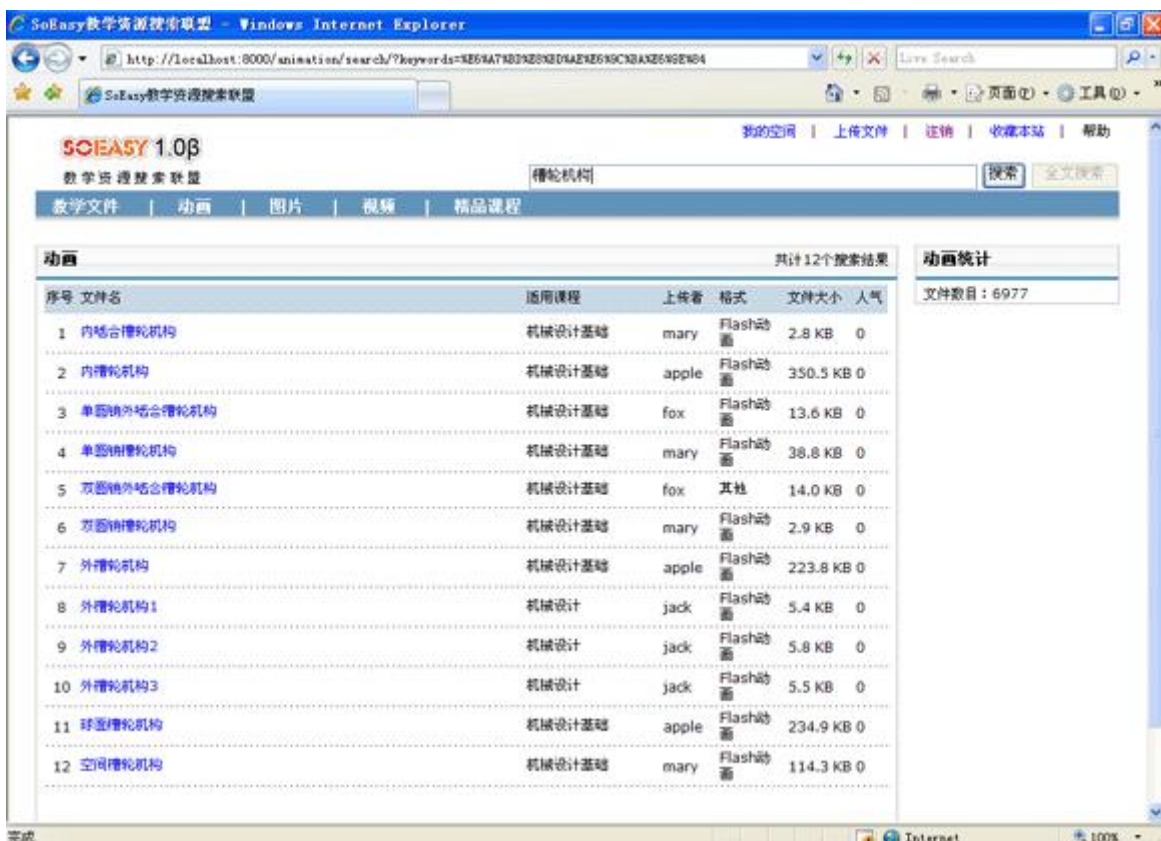 SoEasy教学资源搜索联盟 - Windows Internet Explorer
Live Search
SoEasy教学资源搜索联盟
页面(P) 工具(O)
我的空间 | 上传文件 | 注销 | 收藏本站 | 帮助
SOEASY 1.0β
教学资源搜索联盟
槽轮机构 搜索 全文搜索
教学文件 | 动画 | 图片 | 视频 | 精品课程
动画 共计12个搜索结果
序号 文件名 适用课程 上传者 格式 文件大小 人气
1 内啮合槽轮机构 机械设计基础 mary Flash动画 2.8 KB 0
2 内槽轮机构 机械设计基础 apple Flash动画 350.5 KB 0
3 单圆销外啮合槽轮机构 机械设计基础 fox Flash动画 13.6 KB 0
4 单圆销槽轮机构 机械设计基础 mary Flash动画 38.8 KB 0
5 双圆销外啮合槽轮机构 机械设计基础 fox 其他 14.0 KB 0
6 双圆销槽轮机构 机械设计基础 mary Flash动画 2.9 KB 0
7 外槽轮机构 机械设计基础 apple Flash动画 223.8 KB 0
8 外槽轮机构1 机械设计 jack Flash动画 5.4 KB 0
9 外槽轮机构2 机械设计 jack Flash动画 5.8 KB 0
10 外槽轮机构3 机械设计 jack Flash动画 5.5 KB 0
11 球面槽轮机构 机械设计基础 apple Flash动画 234.9 KB 0
12 空间槽轮机构 机械设计基础 mary Flash动画 114.3 KB 0
动画统计
文件数目：6977
完成 Internet 100%